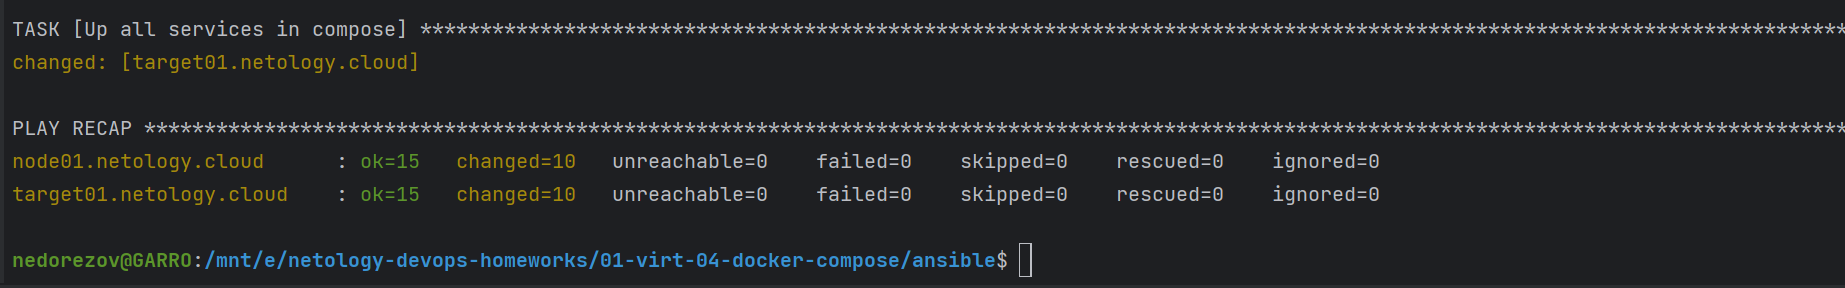 TASK [Up all services in compose] ***********************************************************************************************************************
changed: [target01.netology.cloud]
PLAY RECAP **********************************************************************************************************************************************
node01.netology.cloud      : ok=15   changed=10   unreachable=0    failed=0    skipped=0    rescued=0    ignored=0
target01.netology.cloud    : ok=15   changed=10   unreachable=0    failed=0    skipped=0    rescued=0    ignored=0
nedorezov@GARRO:/mnt/e/netology-devops-homeworks/01-virt-04-docker-compose/ansible$